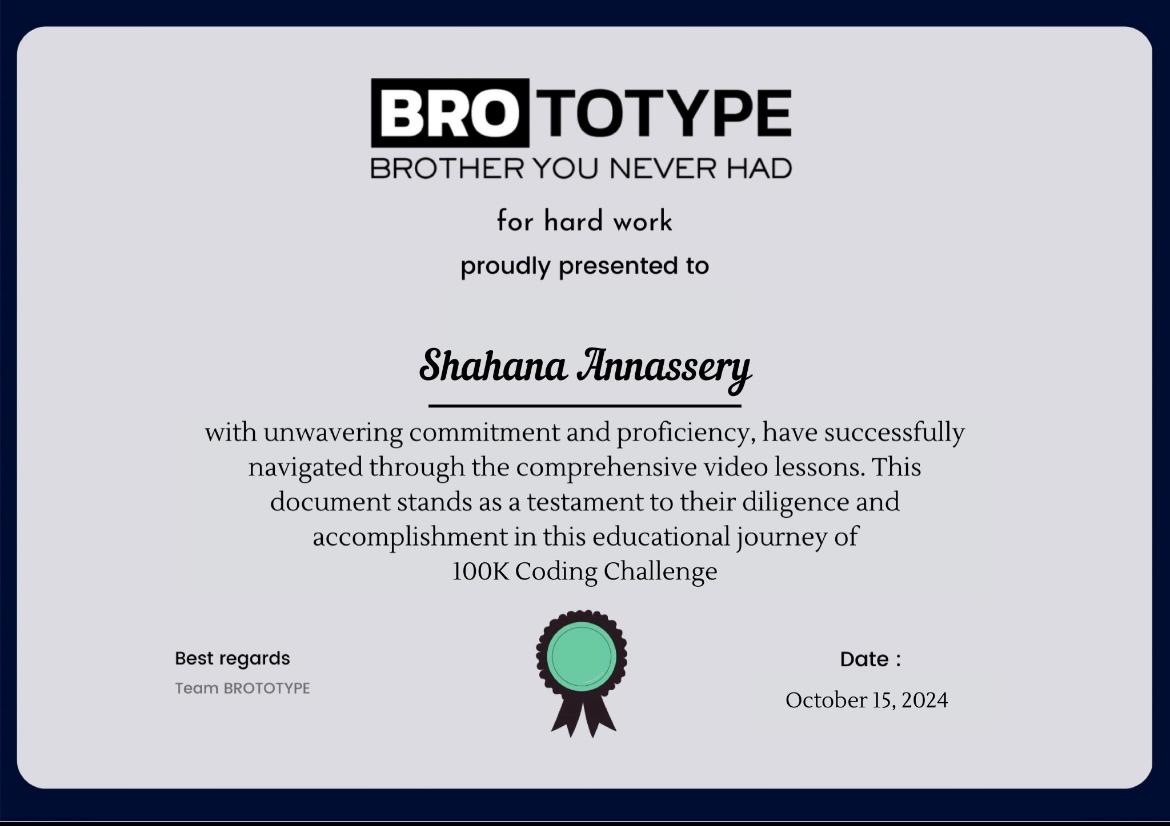 BROTOTYPE
BROTHER YOU NEVER HAD
for hard work
proudly presented to
Shahana Annassery
with unwavering commitment and proficiency, have successfully
navigated through the comprehensive video lessons. This
document stands as a testament to their diligence and
accomplishment in this educational journey of
100K Coding Challenge
Best regards
Team BROTOTYPE
Date :
October 15, 2024